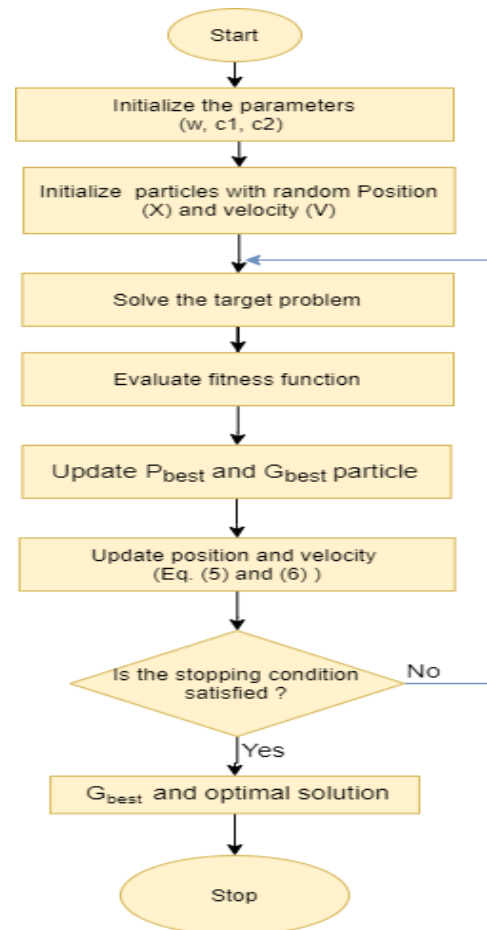 Start
Initialize the parameters
(w, c1, c2)
Initialize particles with random Position
(X) and velocity (V)
Solve the target problem
Evaluate fitness function
Update Pbest and Gbest particle
Update position and velocity
(Eq. (5) and (6) )
Is the stopping condition
satisfied ?
No
Yes
Gbest and optimal solution
Stop